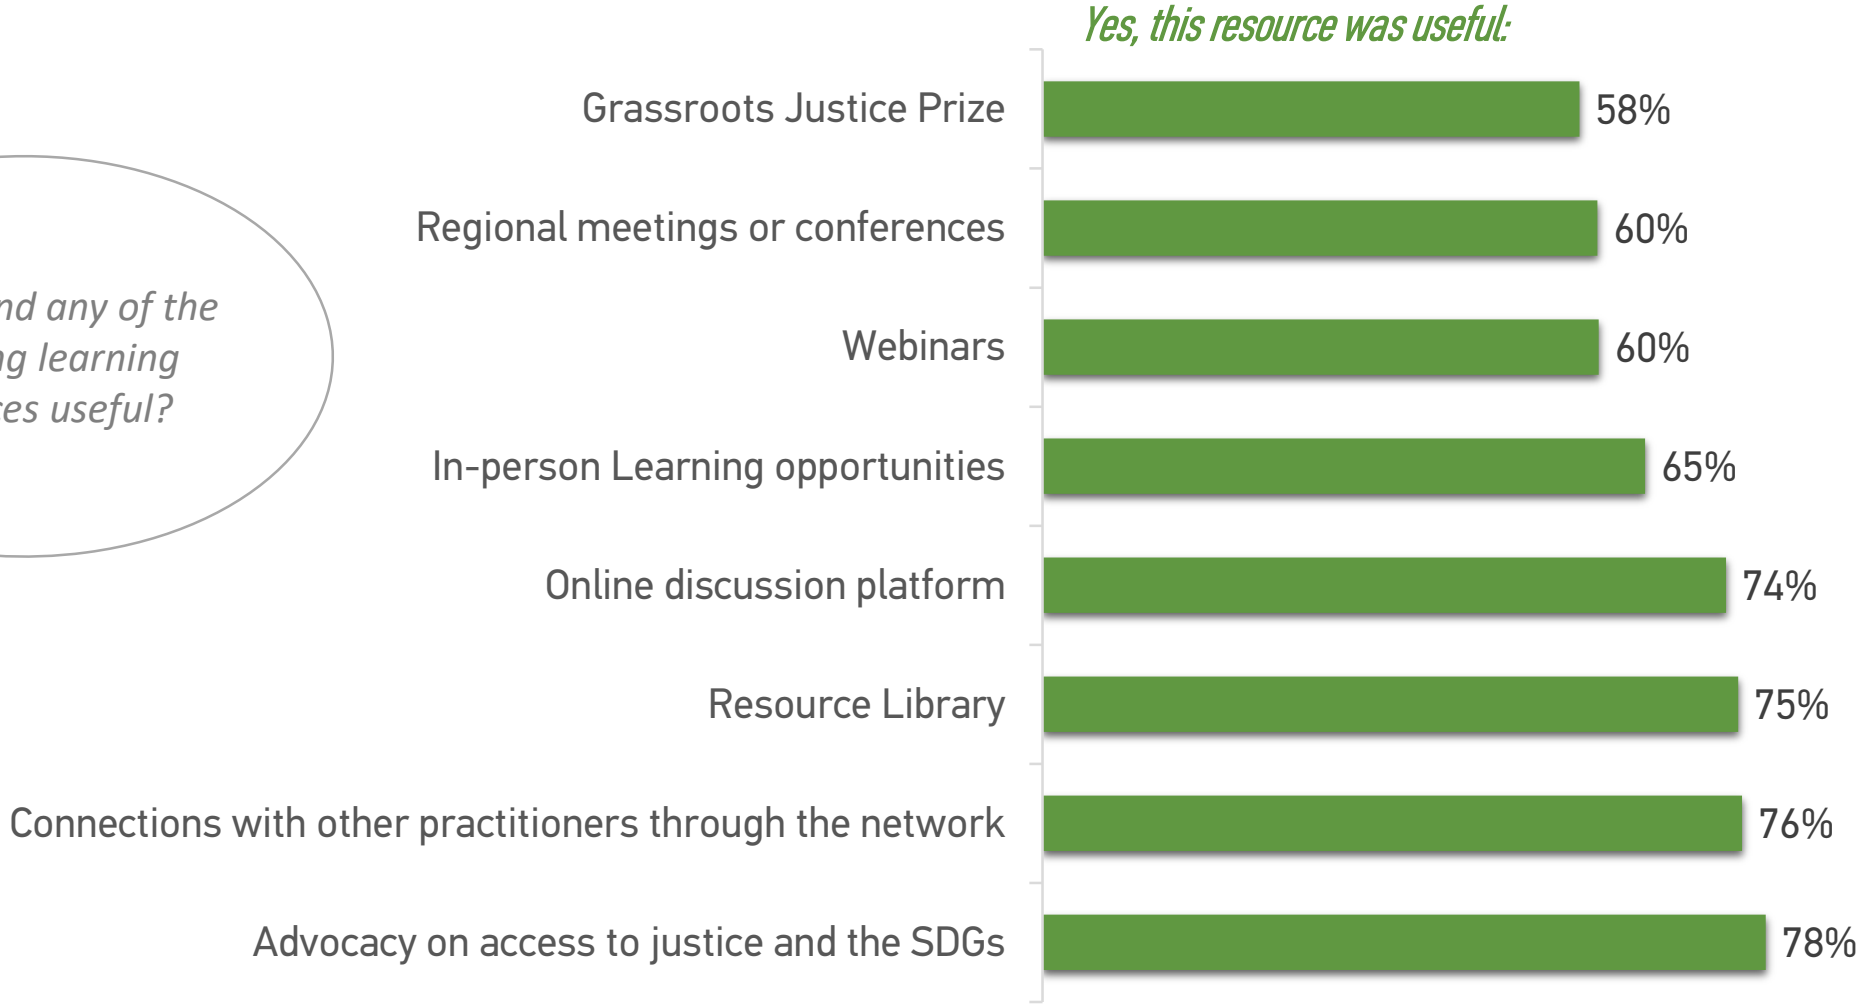 Yes, this resource was useful:
Grassroots Justice Prize 58%
Regional meetings or conferences 60%
Webinars 60%
any of the
learning
useful?
In-person Learning opportunities 65%
Online discussion platform 74%
Resource Library 75%
Connections with other practitioners through the network 76%
Advocacy on access to justice and the SDGs 78%